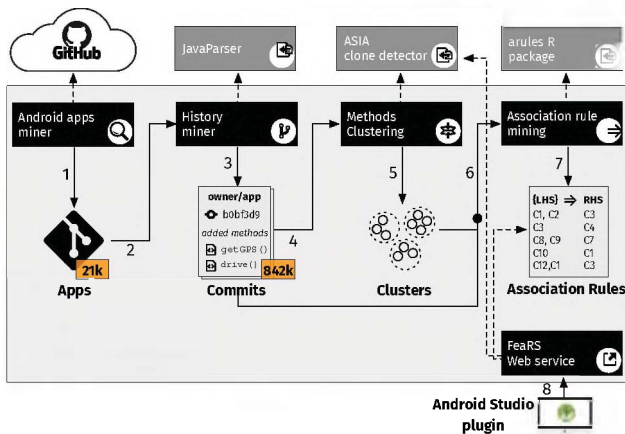 GitHub
JavaParser
ASIA
clone detector
arules R
package
Android apps
miner
History
miner
Methods
Clustering
Association rule
mining
1
2
3
4
5
6
7
owner/app
b0bf3d9
added methods
getGPS()
drive()
21k
842k
Apps
Commits
Clusters
{LHS} ⇒ RHS
C1, C2 C3
C3 C4
C8, C9 C7
C10 C1
C12,C1 C3
Association Rules
FeaRS
Web service
8
Android Studio
plugin